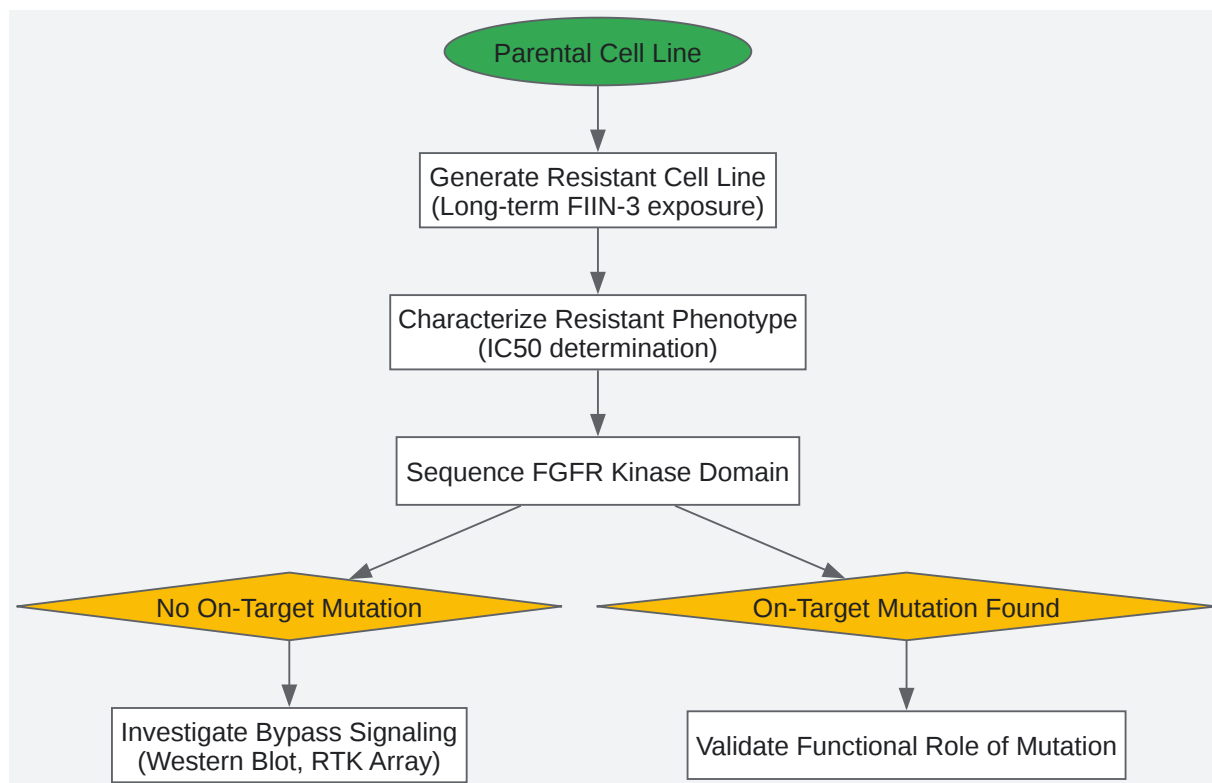 Parental Cell Line
Generate Resistant Cell Line
(Long-term FIIN-3 exposure)
Characterize Resistant Phenotype
(IC50 determination)
Sequence FGFR Kinase Domain
No On-Target Mutation
On-Target Mutation Found
Investigate Bypass Signaling
(Western Blot, RTK Array)
Validate Functional Role of Mutation